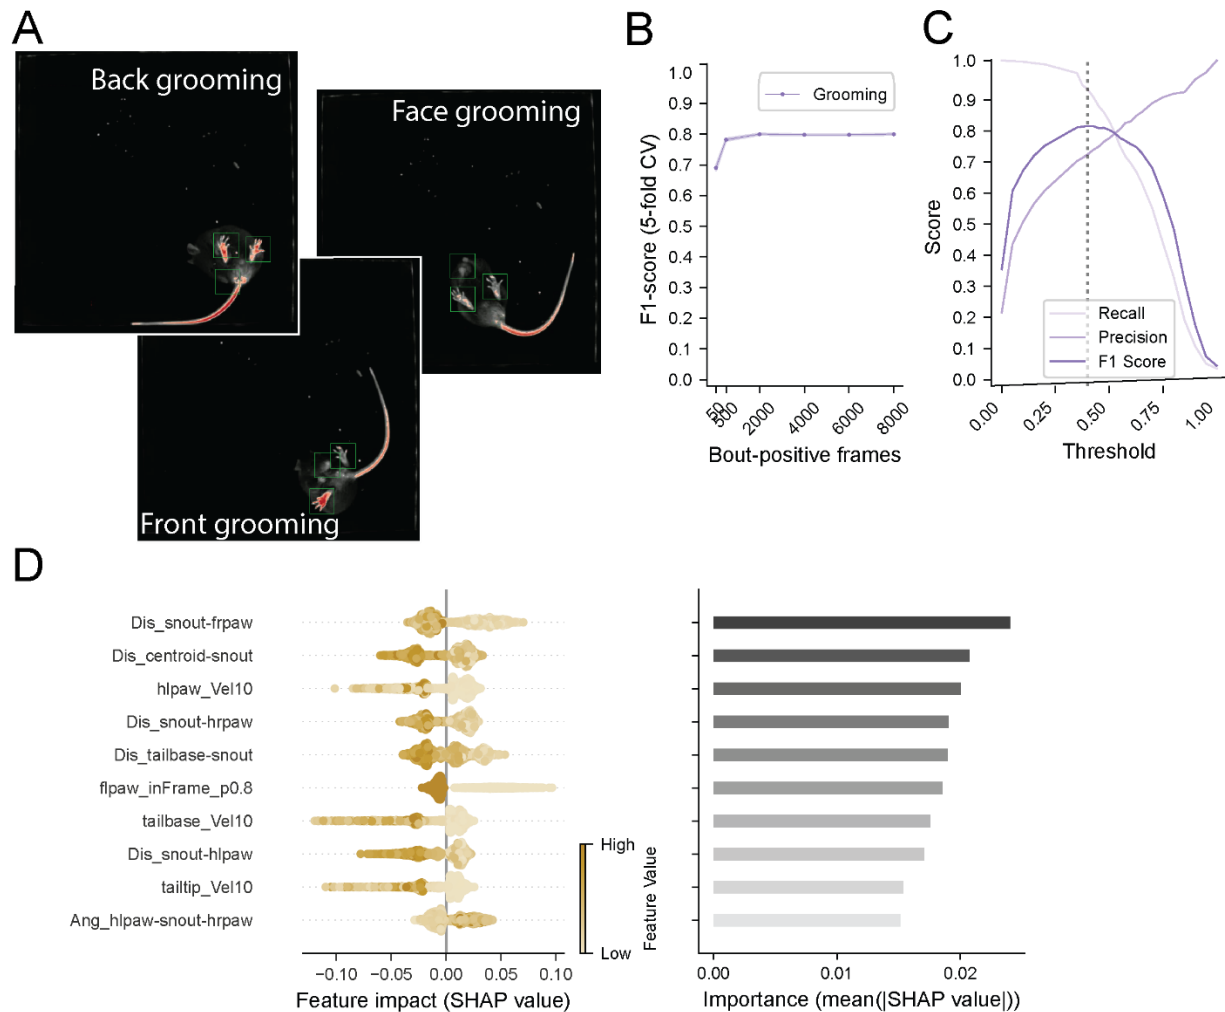 A
Back grooming
Face grooming
Front grooming
B
1.0
0.9
0.8
0.7
0.6
0.5
0.4
0.3
0.2
0.1
0.0
F1-score (5-fold CV)
Grooming
50
500
2000
4000
6000
8000
Bout-positive frames
C
1.0
0.9
0.8
0.7
0.6
0.5
0.4
0.3
0.2
0.1
0.0
Score
Recall
Precision
F1 Score
0.00
0.25
0.50
0.75
1.00
Threshold
D
Dis_snout-frpaw
Dis_centroid-snout
hlpaw_Vel10
Dis_snout-hrpaw
Dis_tailbase-snout
flpaw_inFrame_p0.8
tailbase_Vel10
Dis_snout-hlpaw
tailtip_Vel10
Ang_hlpaw-snout-hrpaw
−0.10 −0.05 0.00 0.05 0.10
Feature impact (SHAP value)
High
Low
Feature Value
0.00 0.01 0.02
Importance (mean(|SHAP value|))